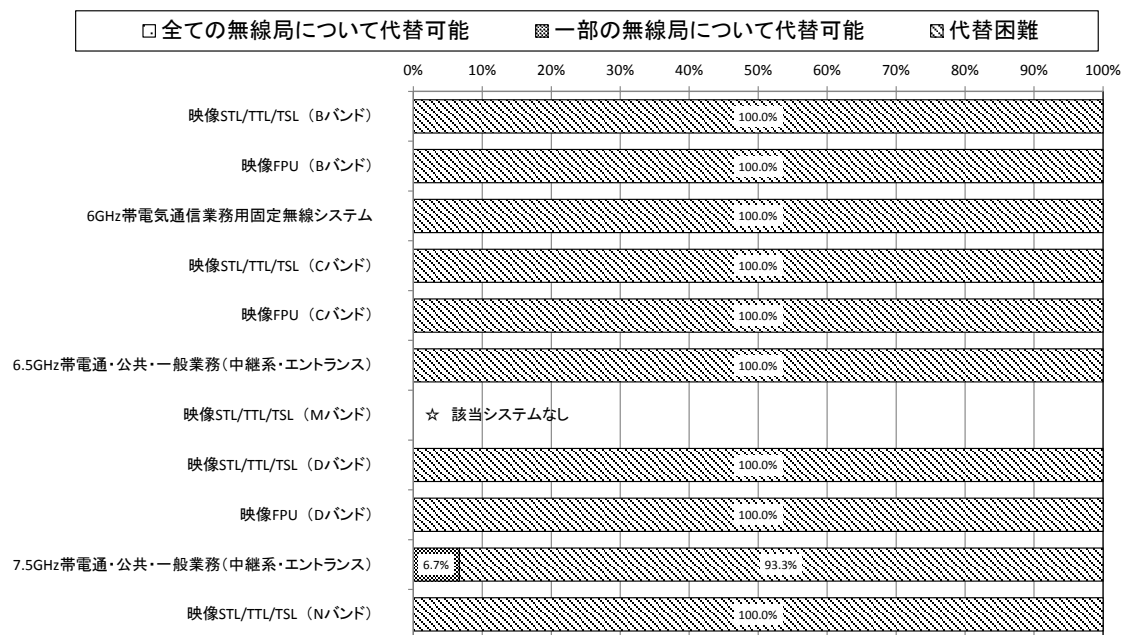 全ての無線局について代替可能 一部の無線局について代替可能 代替困難
0% 10% 20% 30% 40% 50% 60% 70% 80% 90% 100%
映像STL/TTL/TSL（Bバンド） 100.0%
映像FPU（Bバンド） 100.0%
6GHz帯電気通信業務用固定無線システム 100.0%
映像STL/TTL/TSL（Cバンド） 100.0%
映像FPU（Cバンド） 100.0%
6.5GHz帯電通・公共・一般業務（中継系・エントランス） 100.0%
映像STL/TTL/TSL（Mバンド） ☆ 該当システムなし
映像STL/TTL/TSL（Dバンド） 100.0%
映像FPU（Dバンド） 100.0%
7.5GHz帯電通・公共・一般業務（中継系・エントランス） 6.7% 93.3%
映像STL/TTL/TSL（Nバンド） 100.0%